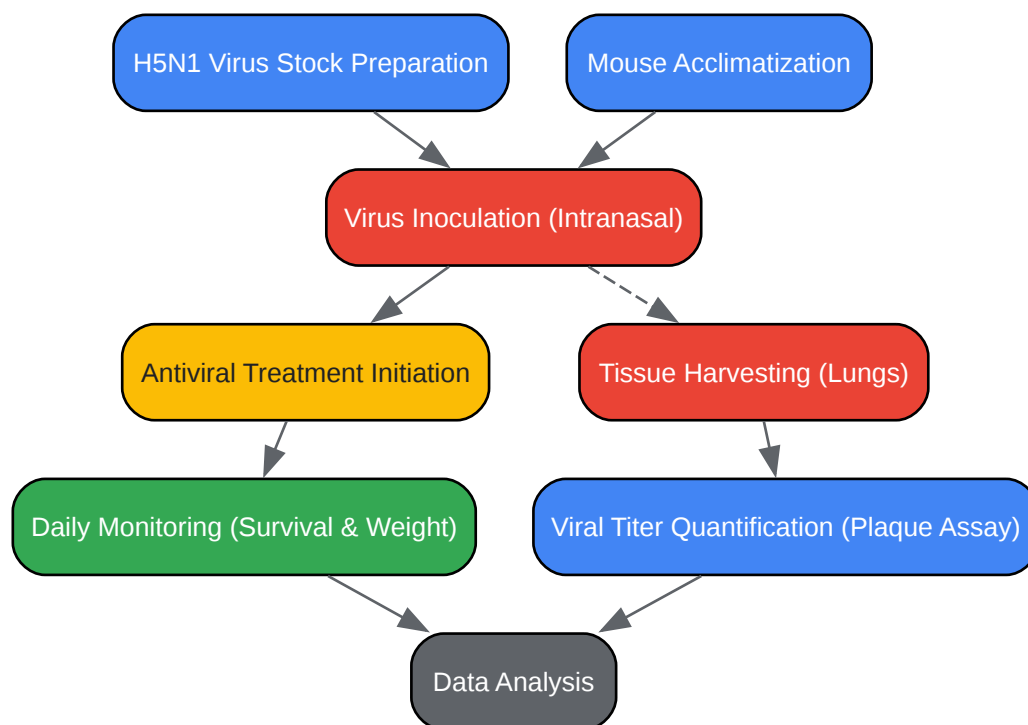 H5N1 Virus Stock Preparation
Mouse Acclimatization
Virus Inoculation (Intranasal)
Antiviral Treatment Initiation
Tissue Harvesting (Lungs)
Daily Monitoring (Survival & Weight)
Viral Titer Quantification (Plaque Assay)
Data Analysis